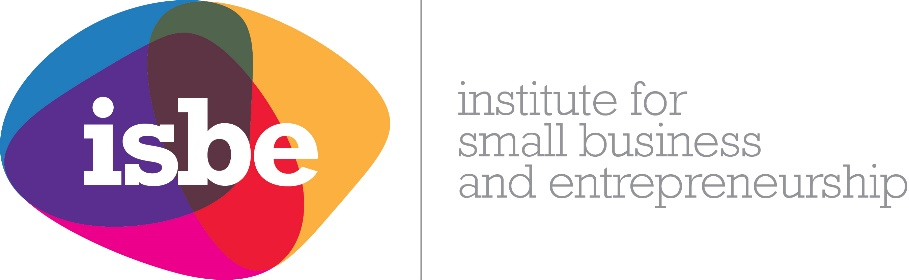 isbe
institute for
small business
and entrepreneurship